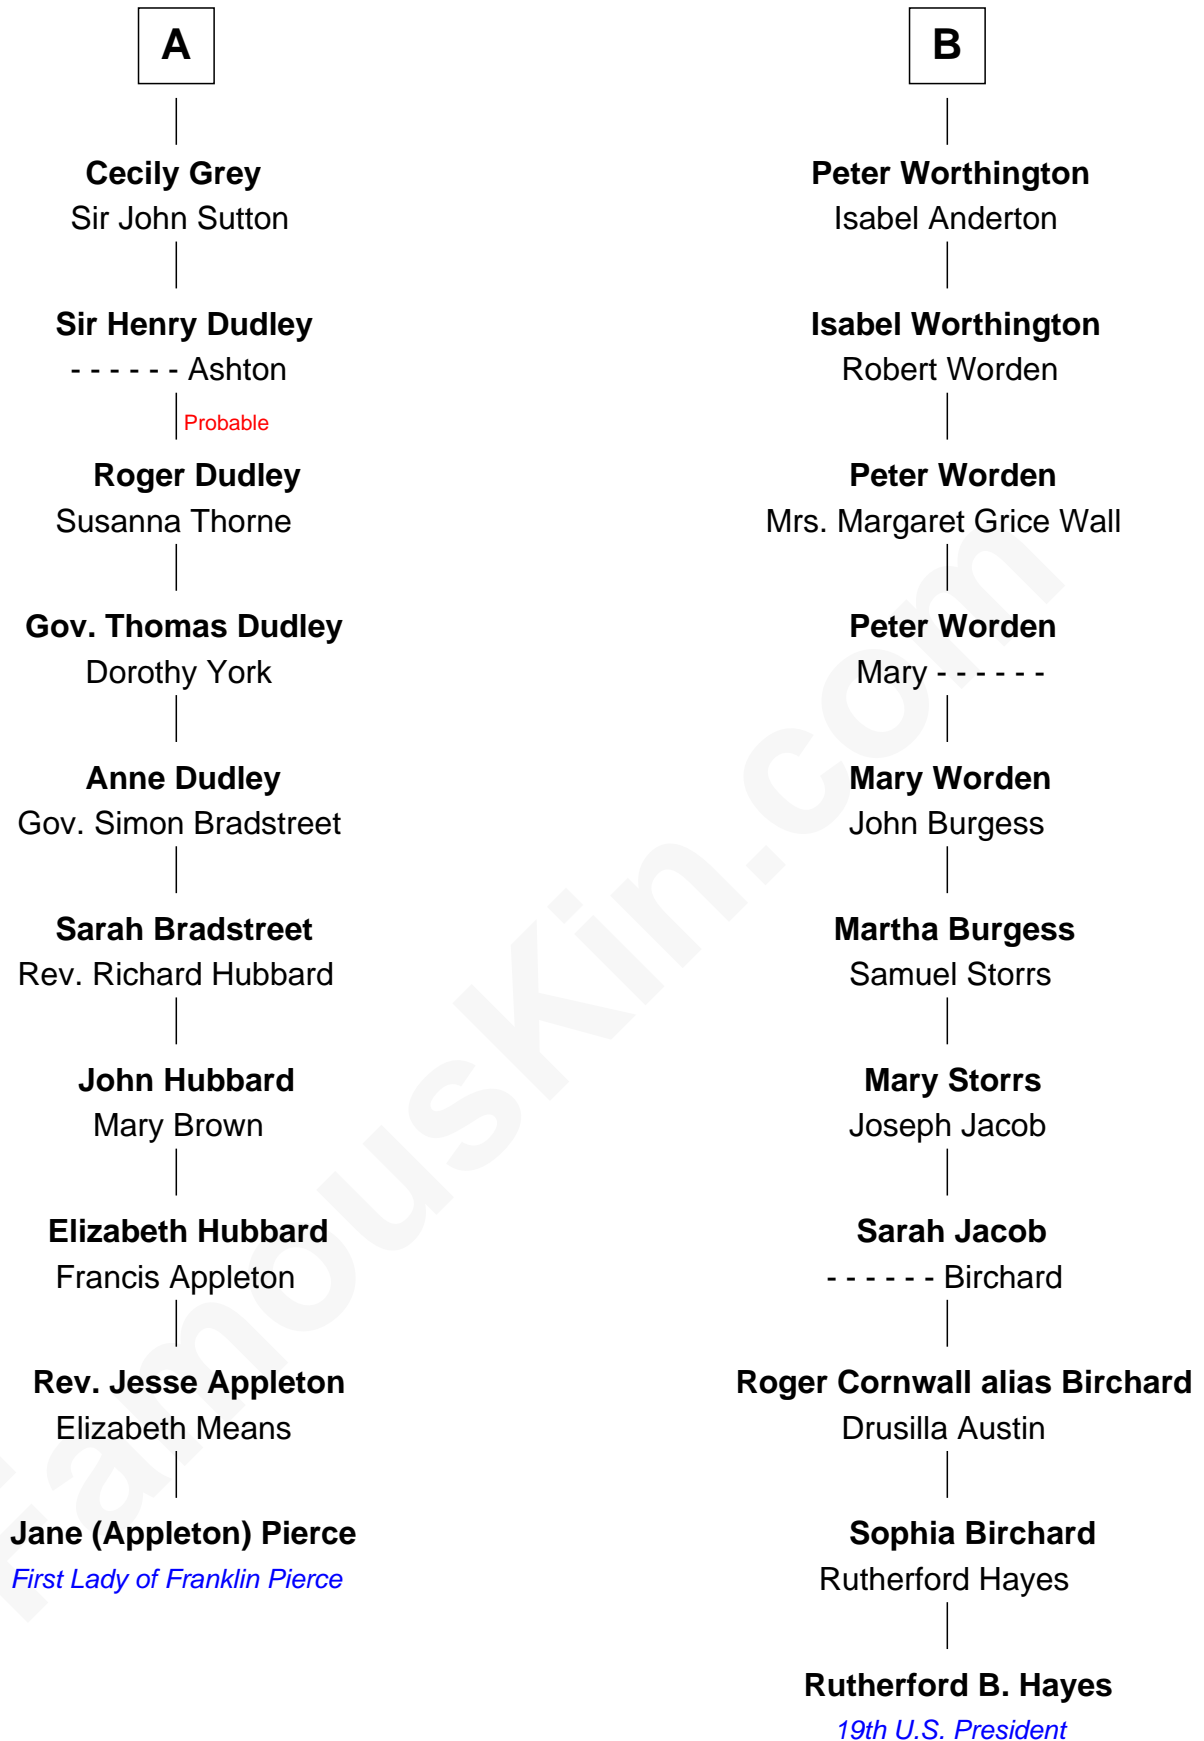 A
Cecily Grey
Sir John Sutton
Sir Henry Dudley
- - - - - - Ashton
Probable
Roger Dudley
Susanna Thorne
Gov. Thomas Dudley
Dorothy York
Anne Dudley
Gov. Simon Bradstreet
Sarah Bradstreet
Rev. Richard Hubbard
John Hubbard
Mary Brown
Elizabeth Hubbard
Francis Appleton
Rev. Jesse Appleton
Elizabeth Means
Jane (Appleton) Pierce
First Lady of Franklin Pierce
B
Peter Worthington
Isabel Anderton
Isabel Worthington
Robert Worden
Peter Worden
Mrs. Margaret Grice Wall
Peter Worden
Mary - - - - - -
Mary Worden
John Burgess
Martha Burgess
Samuel Storrs
Mary Storrs
Joseph Jacob
Sarah Jacob
- - - - - - Birchard
Roger Cornwall alias Birchard
Drusilla Austin
Sophia Birchard
Rutherford Hayes
Rutherford B. Hayes
19th U.S. President
FamousKin.com